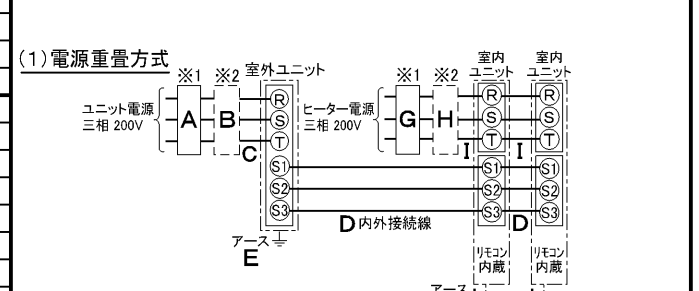 (1)電源重畳方式
※1 ※2 室外ユニット
ユニット電源
三相 200V
A B
C
R
S
T
S1
S2
S3
アース
E
※1 ※2
ヒーター電源
三相 200V
G H
I I
室内
ユニット
R
S
T
S1
S2
S3
リモコン
内蔵
室内
ユニット
R
S
T
S1
S2
S3
リモコン
内蔵
D 内外接続線
D
アース